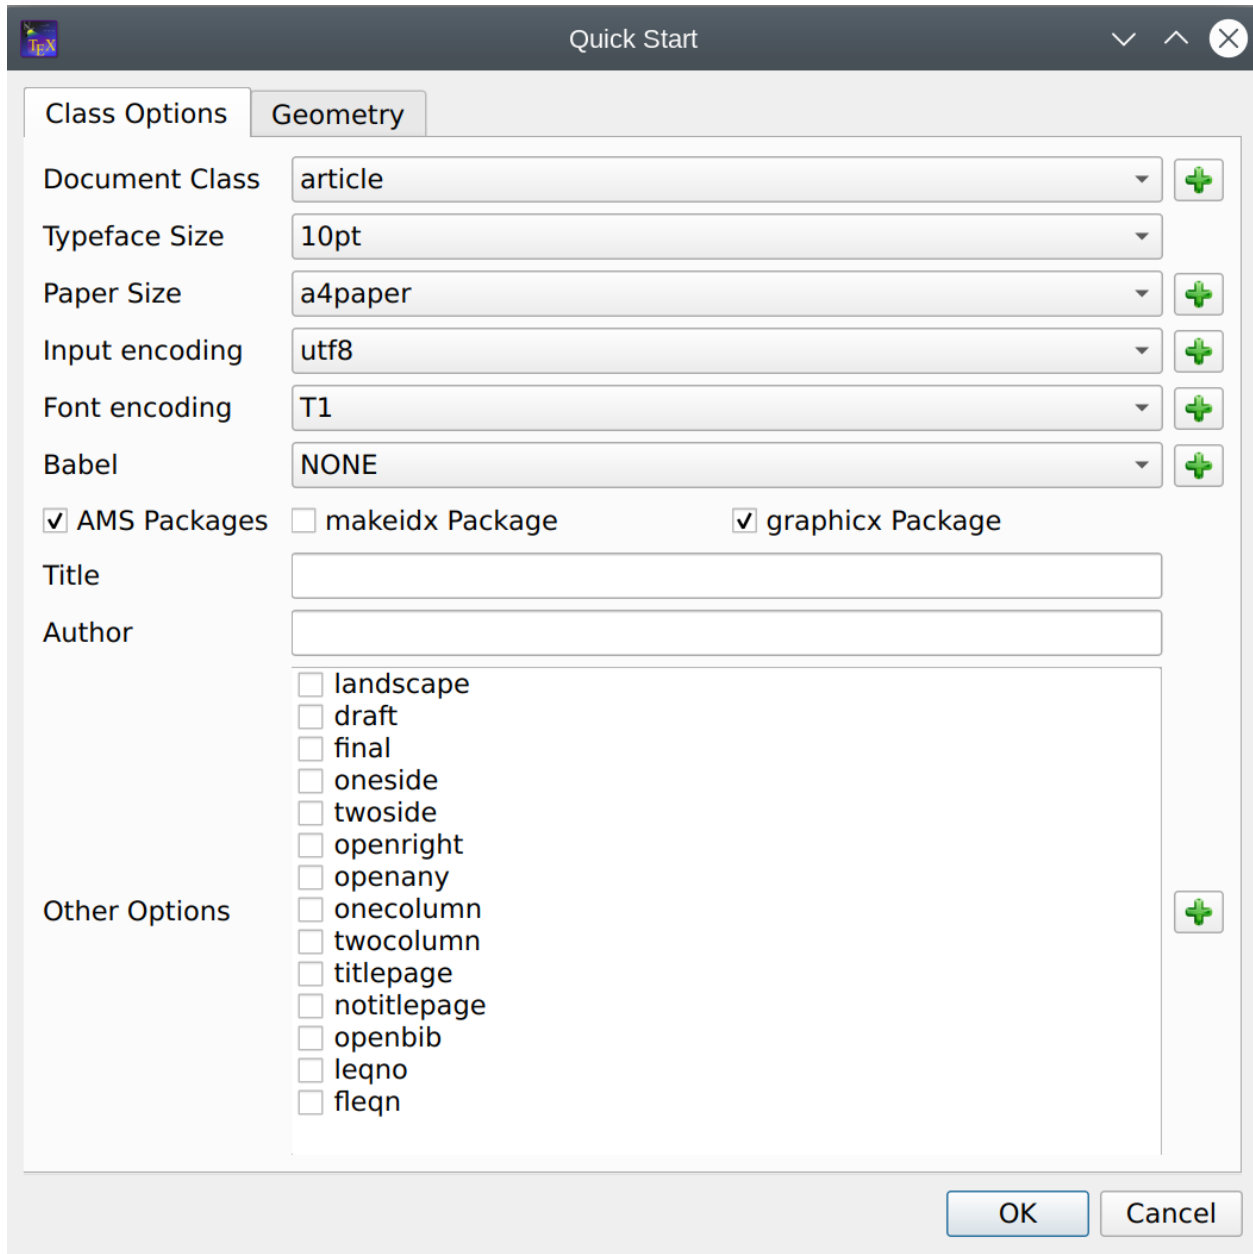 TEX
Quick Start
Class Options Geometry
Document Class article
Typeface Size 10pt
Paper Size a4paper
Input encoding utf8
Font encoding T1
Babel NONE
AMS Packages makeidx Package graphicx Package
Title
Author
landscape
draft
final
oneside
twoside
openright
openany
Other Options onecolumn
twocolumn
titlepage
notitlepage
openbib
leqno
fleqn
OK Cancel